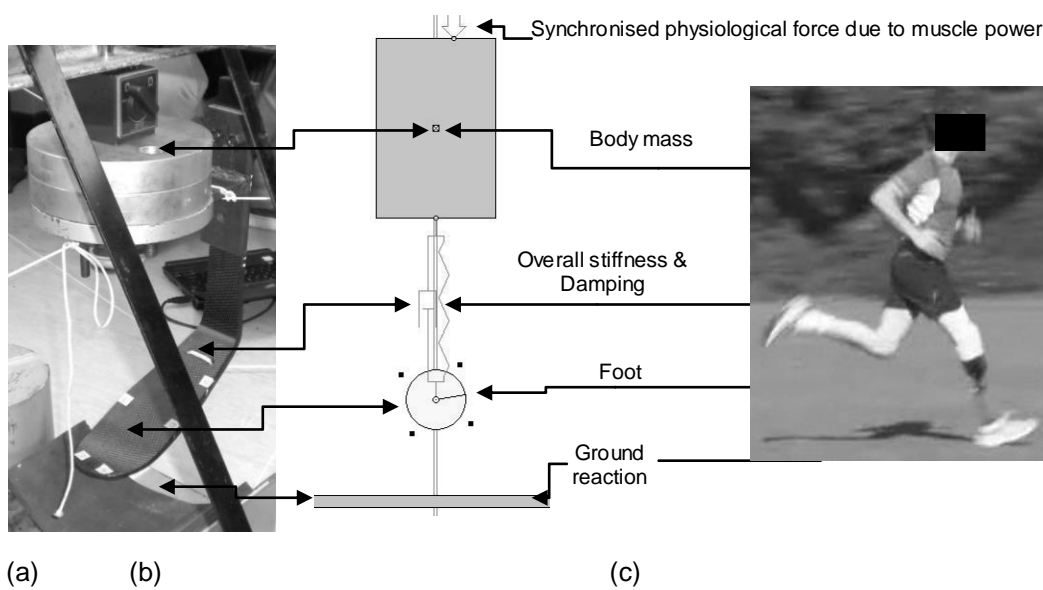 Synchronised physiological force due to muscle power
Body mass
Overall stiffness &
Damping
Foot
Ground
reaction
(a) (b) (c)